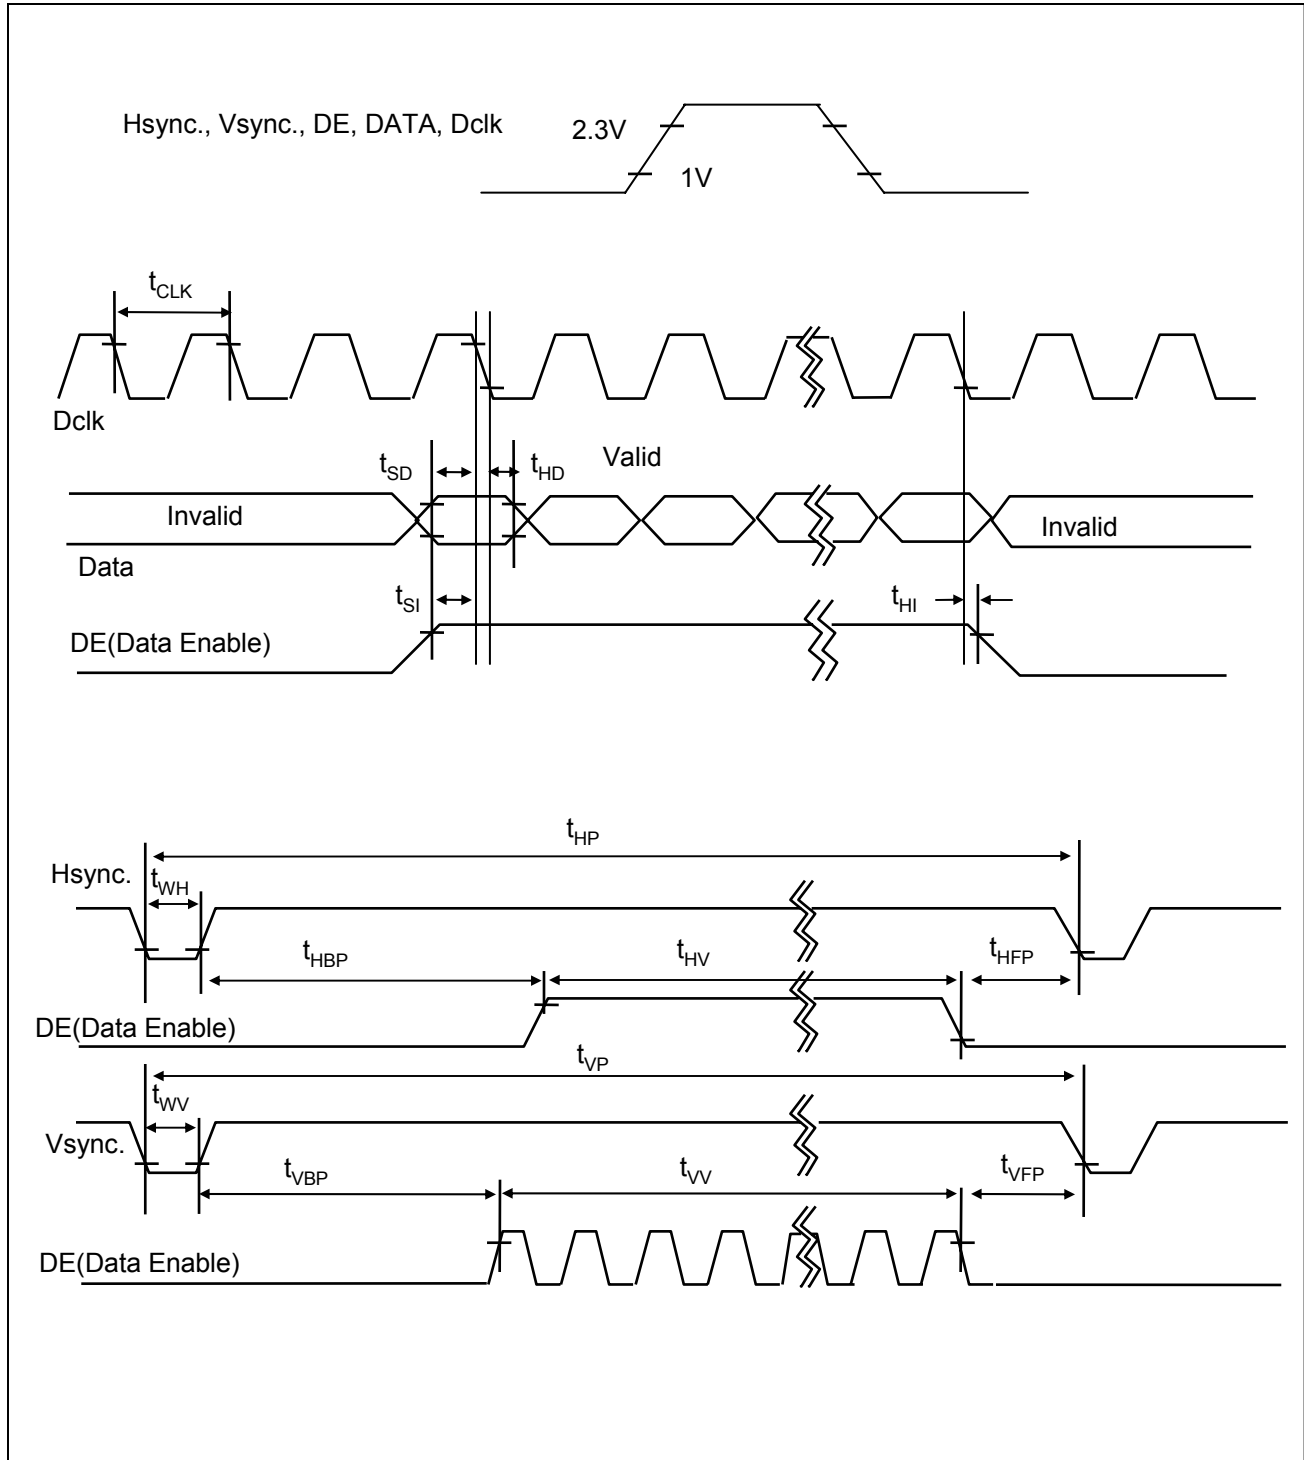 Hsync., Vsync., DE, DATA, Dclk
2.3V
1V
tCLK
Dclk
tSD
tHD
Valid
Invalid
Invalid
Data
tSI
tHI
DE(Data Enable)
tHP
Hsync.
tWH
tHBP
tHV
tHFP
DE(Data Enable)
tVP
tWV
Vsync.
tVBP
tVV
tVFP
DE(Data Enable)